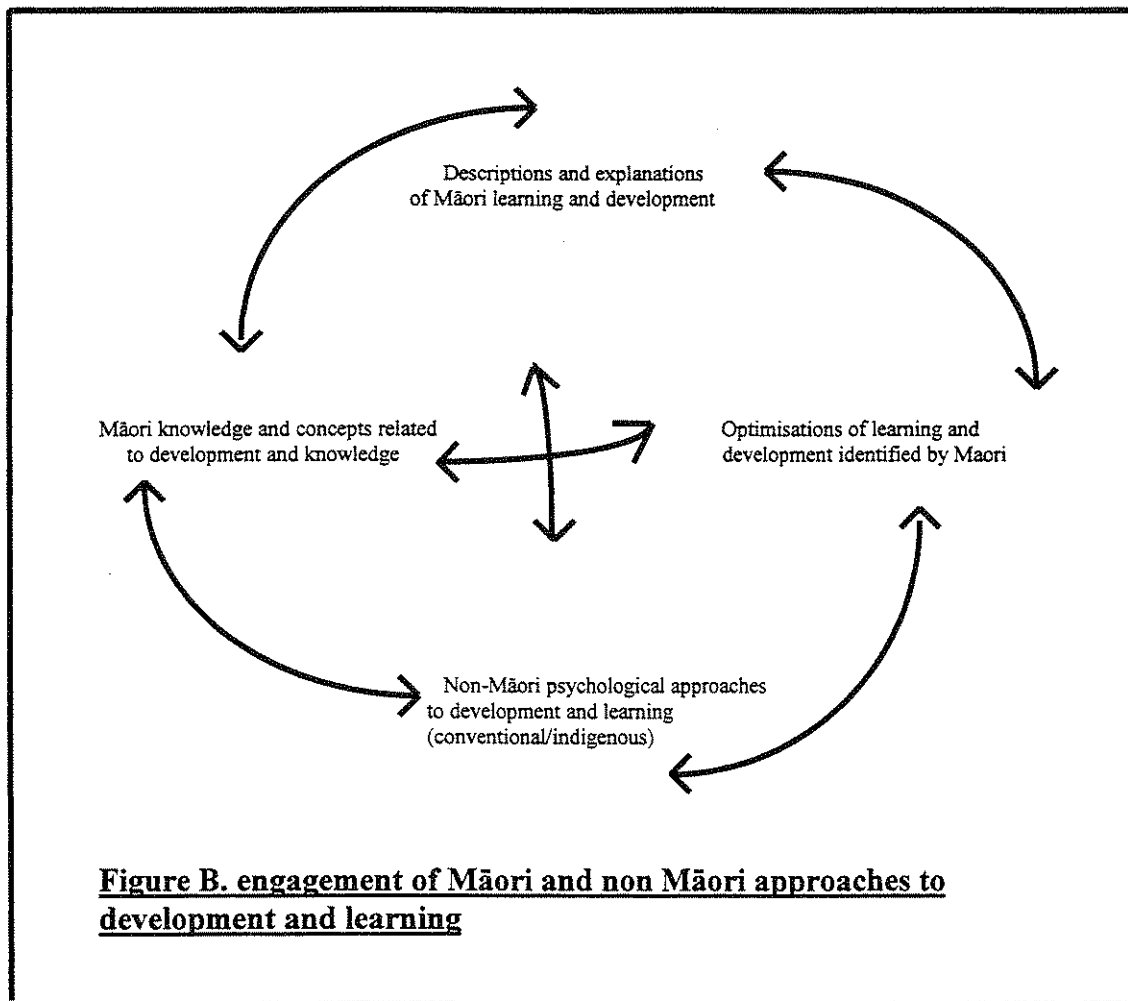 Descriptions and explanations
of Māori learning and development
Māori knowledge and concepts related
to development and knowledge
Optimisations of learning and
development identified by Maori
Non-Māori psychological approaches
to development and learning
(conventional/indigenous)
Figure B. engagement of Māori and non Māori approaches to
development and learning